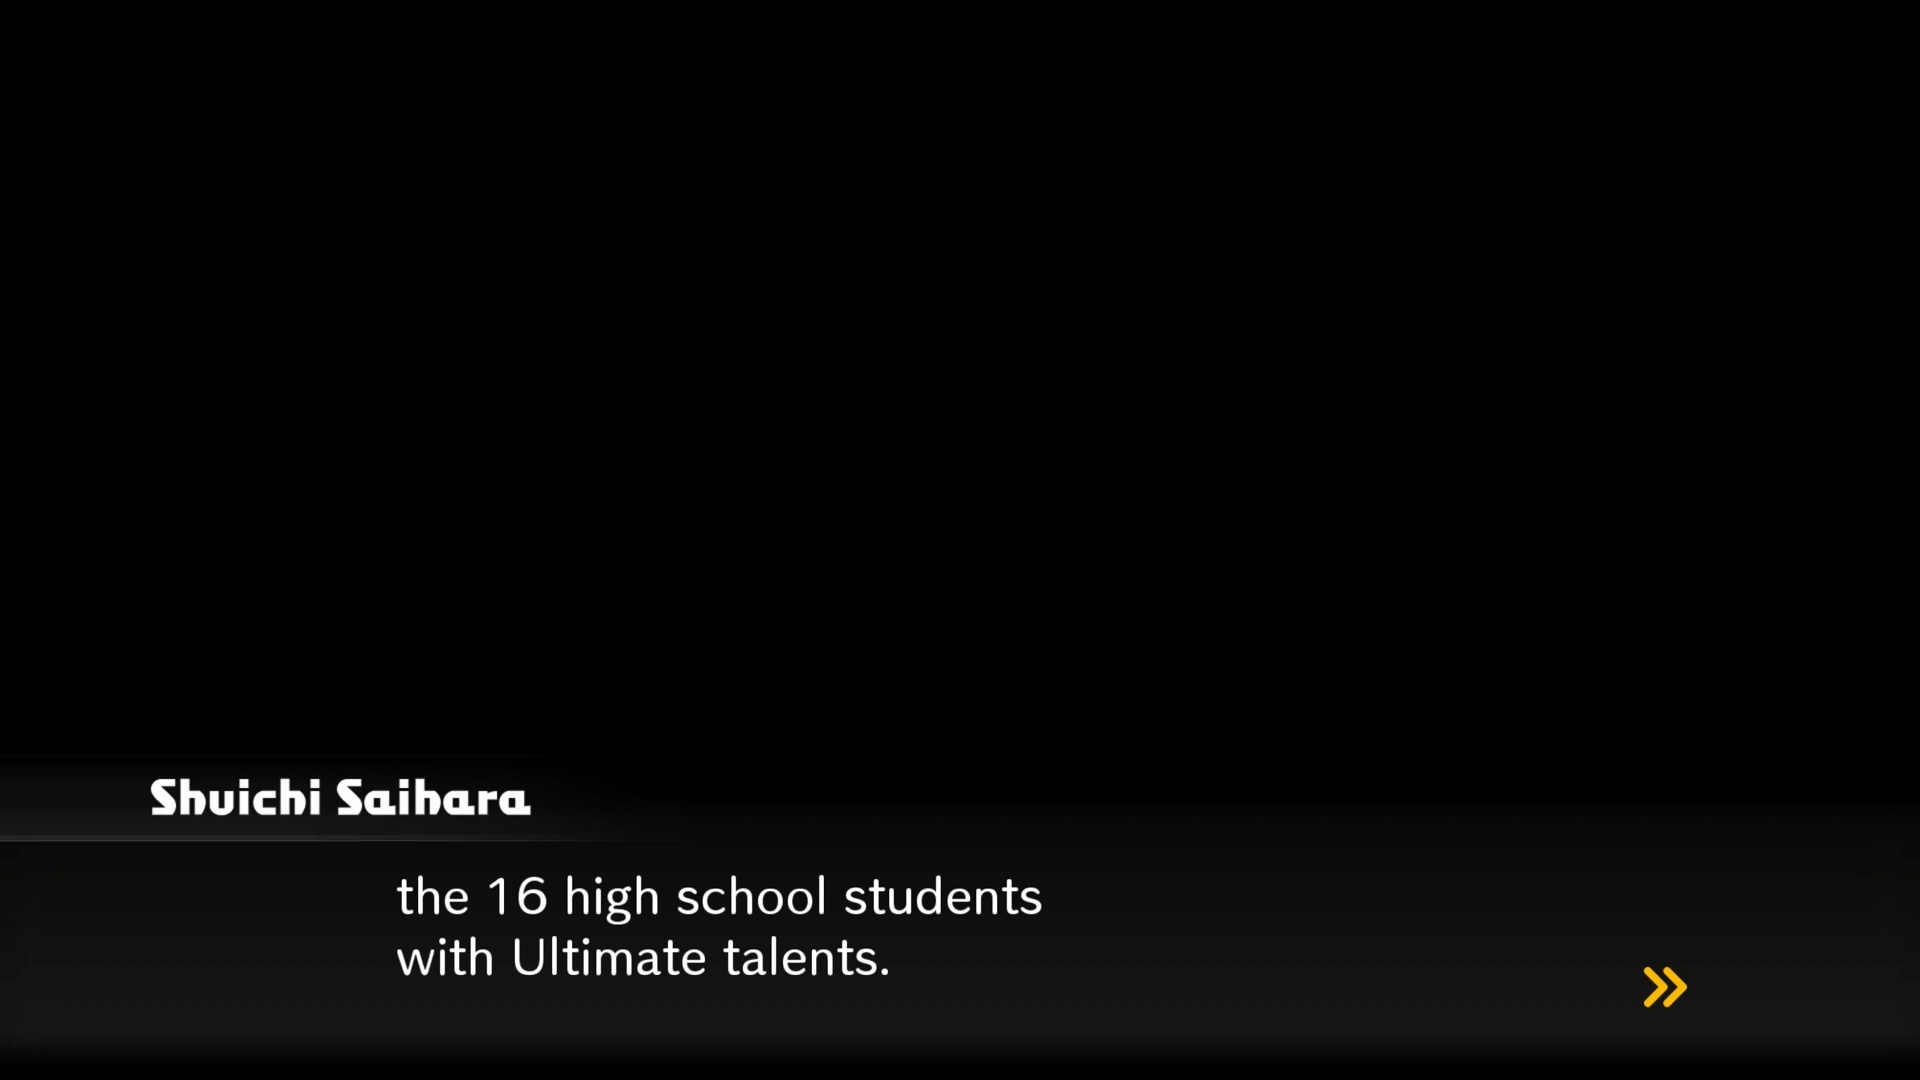 Shuichi Saihara
the 16 high school students
with Ultimate talents.